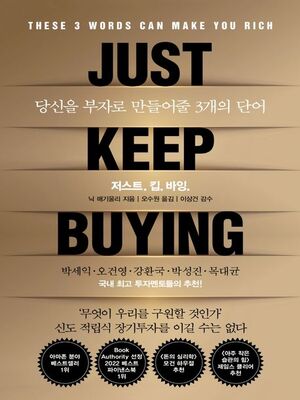 THESE 3 WORDS CAN MAKE YOU RICH
JUST
당신을 부자로 만들어줄 3개의 단어
KEEP
저스트. 킵. 바잉.
닉 매기울리 지음 | 오수원 옮김 | 이상건 감수
BUYING
박세익·오건영·강환국·박성진·목대균
국내 최고 투자멘토들의 추천!
‘무엇이 우리를 구원할 것인가’
신도 적립식 장기투자를 이길 수는 없다
아마존 분야
베스트셀러
1위
Book
Authority 선정
2022 베스트
파이낸스북
1위
《돈의 심리학》
모건 하우절
추천
《아주 작은
습관의 힘》
제임스 클리어
추천